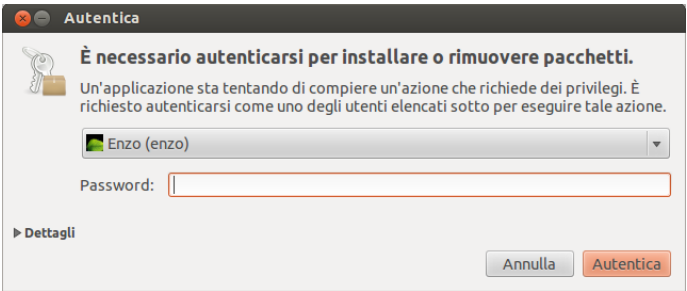 Autentica
È necessario autenticarsi per installare o rimuovere pacchetti.
Un'applicazione sta tentando di compiere un'azione che richiede dei privilegi. È
richiesto autenticarsi come uno degli utenti elencati sotto per eseguire tale azione.
Enzo (enzo)
Password:
Dettagli
Annulla
Autentica